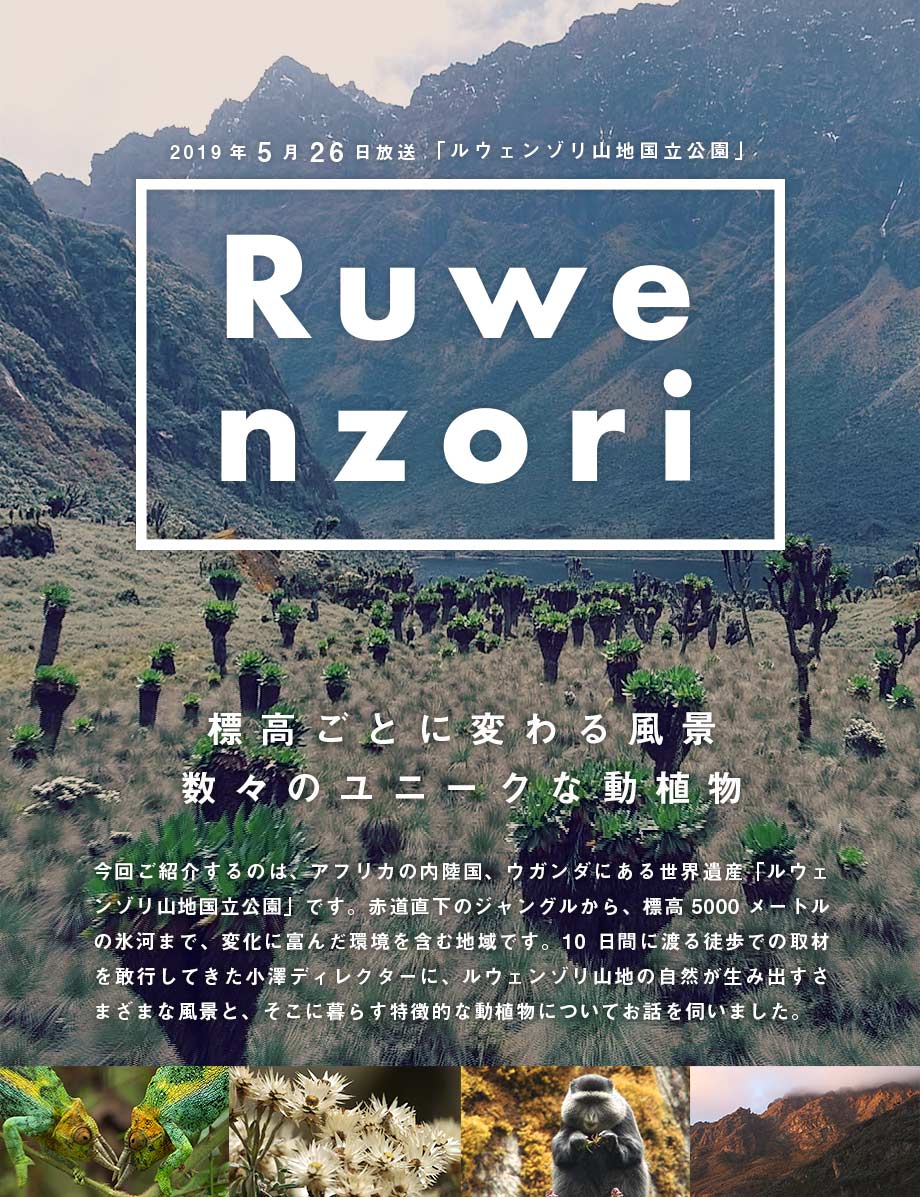 2019年5月26日放送「ルウェンゾリ山地国立公園」
Ruwe
nzori
標高ごとに変わる風景
数々のユニークな動植物
今回ご紹介するのは、アフリカの内陸国、ウガンダにある世界遺産「ルウェ
ンゾリ山地国立公園」です。赤道直下のジャングルから、標高5000メートル
の氷河まで、変化に富んだ環境を含む地域です。10日間に渡る徒歩での取材
を敢行してきた小澤ディレクターに、ルウェンゾリ山地の自然が生み出すさ
まざまな風景と、そこに暮らす特徴的な動植物についてお話を伺いました。